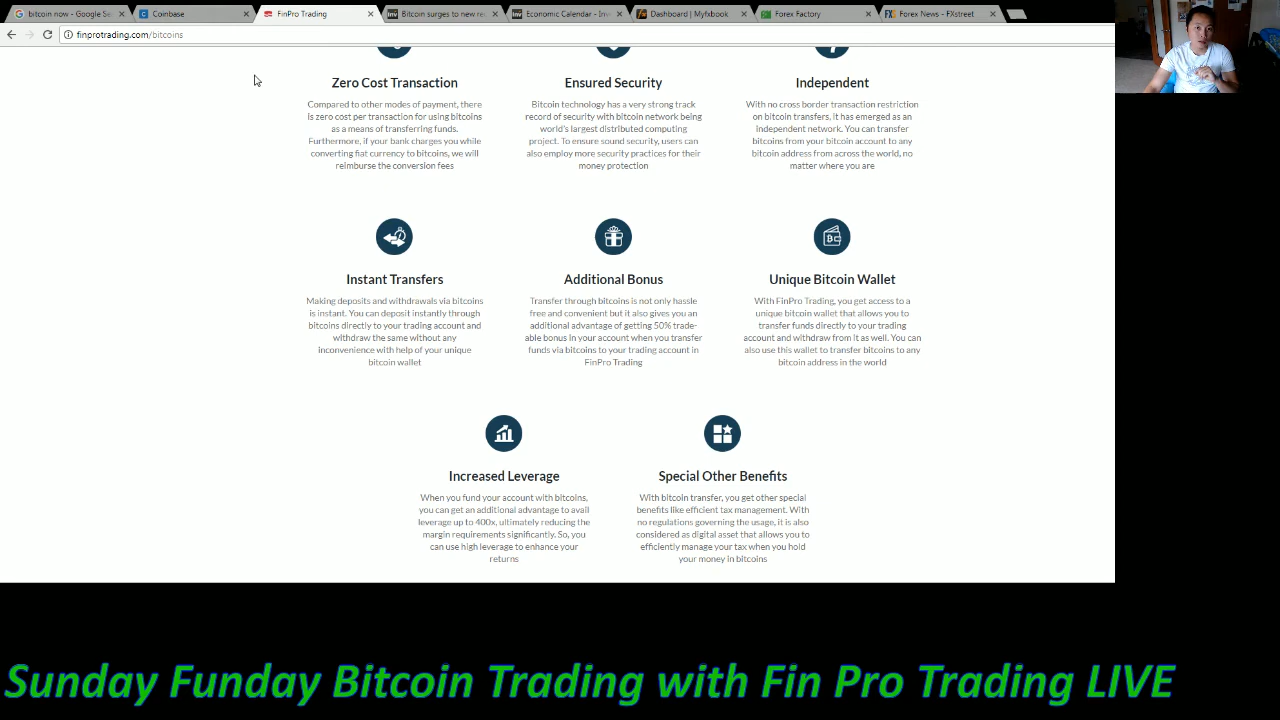 bitcoin now - Google Se
Coinbase
FinPro Trading
Bitcoin surges to new re
Economic Calendar - Inv
Dashboard | Myfxbook
Forex Factory
Forex News - FXstreet
finprotrading.com/bitcoins
Zero Cost Transaction
Compared to other modes of payment, there
is zero cost per transaction for using bitcoins
as a means of transferring funds.
Furthermore, if your bank charges you while
converting fiat currency to bitcoins, we will
reimburse the conversion fees
Ensured Security
Bitcoin technology has a very strong track
record of security with bitcoin network being
world's largest distributed computing
project. To ensure sound security, users can
also employ more security practices for their
money protection
Independent
With no cross border transaction restriction
on bitcoin transfers, it has emerged as an
independent network. You can transfer
bitcoins from your bitcoin account to any
bitcoin address from across the world, no
matter where you are
Instant Transfers
Making deposits and withdrawals via bitcoins
is instant. You can deposit instantly through
bitcoins directly to your trading account and
withdraw the same without any
inconvenience with help of your unique
bitcoin wallet
Additional Bonus
Transfer through bitcoins is not only hassle
free and convenient but it also gives you an
additional advantage of getting 50% trade-
able bonus in your account when you transfer
funds via bitcoins to your trading account in
FinPro Trading
Unique Bitcoin Wallet
With FinPro Trading, you get access to a
unique bitcoin wallet that allows you to
transfer funds directly to your trading
account and withdraw from it as well. You can
also use this wallet to transfer bitcoins to any
bitcoin address in the world
Increased Leverage
When you fund your account with bitcoins,
you can get an additional advantage to avail
leverage up to 400x, ultimately reducing the
margin requirements significantly. So, you
can use high leverage to enhance your
returns
Special Other Benefits
With bitcoin transfer, you get other special
benefits like efficient tax management. With
no regulations governing the usage, it is also
considered as digital asset that allows you to
efficiently manage your tax when you hold
your money in bitcoins
Sunday Funday Bitcoin Trading with Fin Pro Trading LIVE